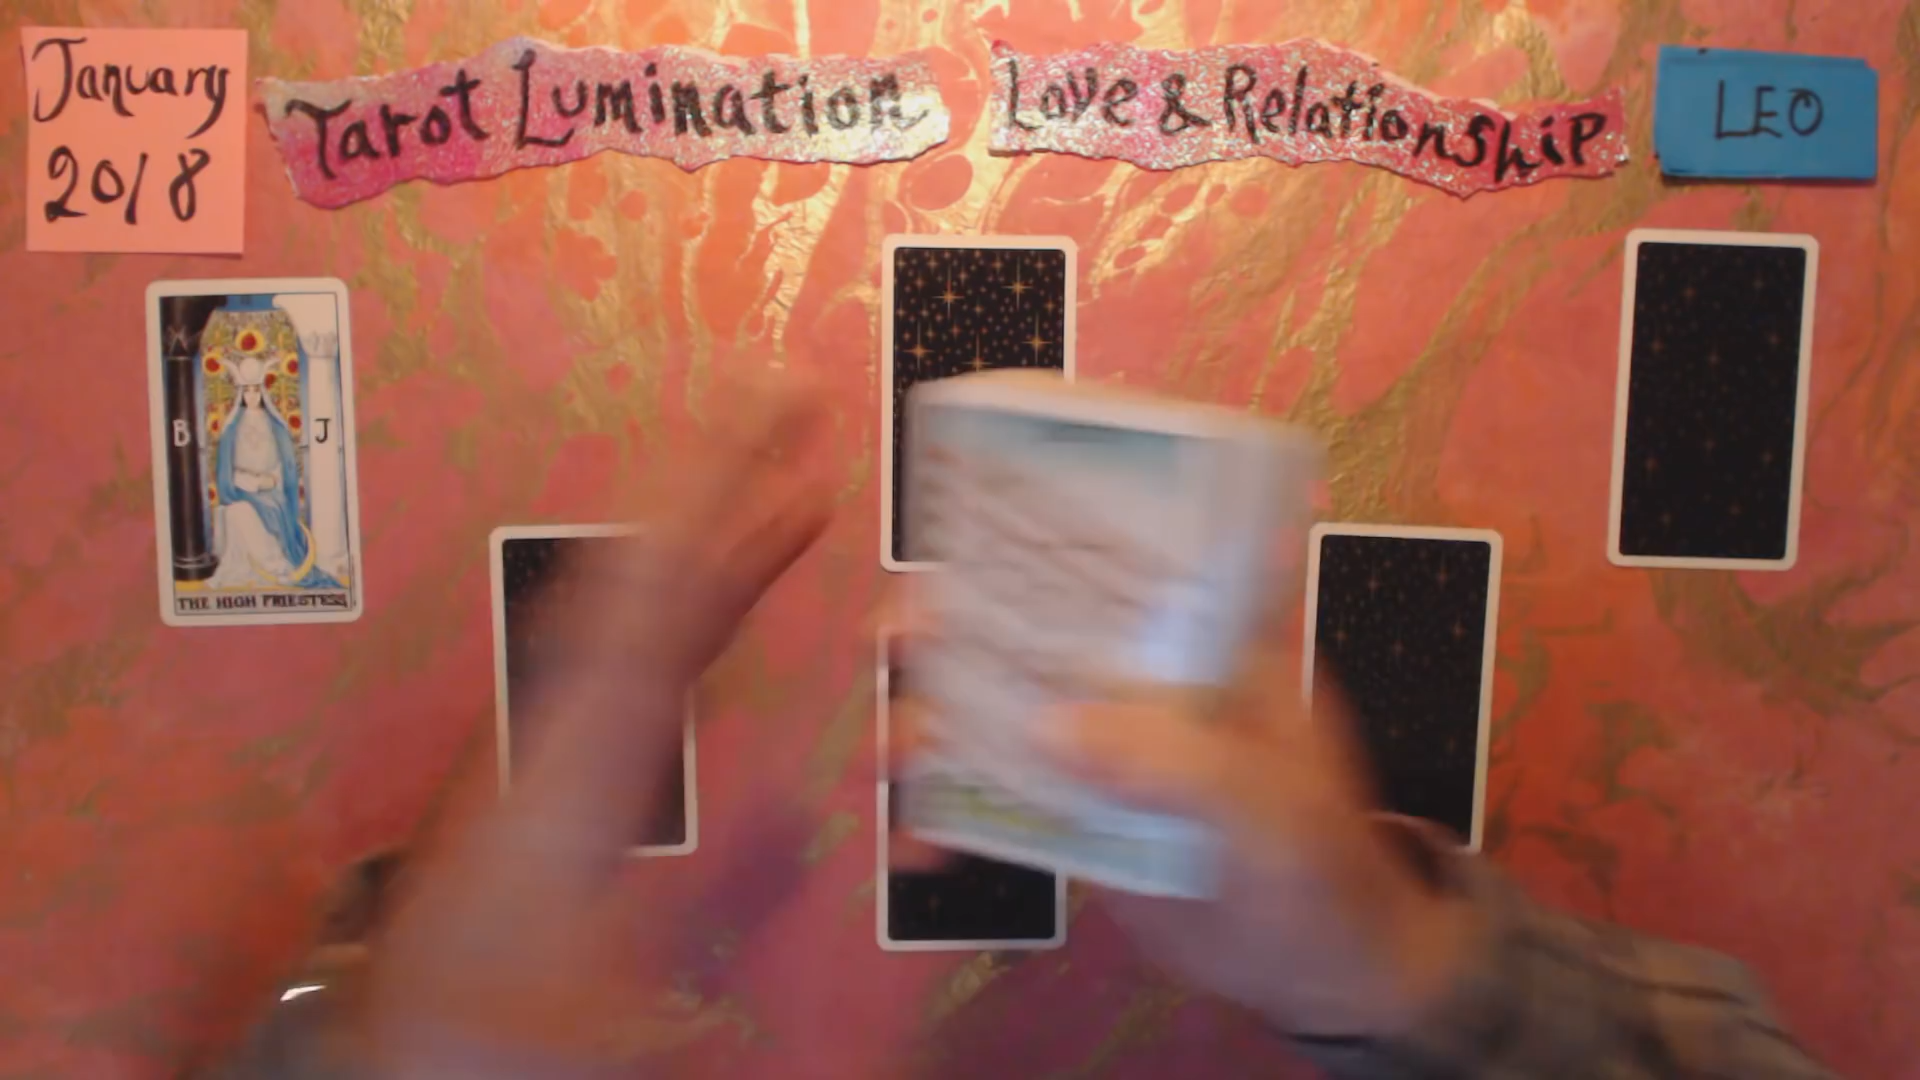 January
2018
Tarot Lumination
Love & Relationship
LEO
B
J
THE HIGH PRIESTESS